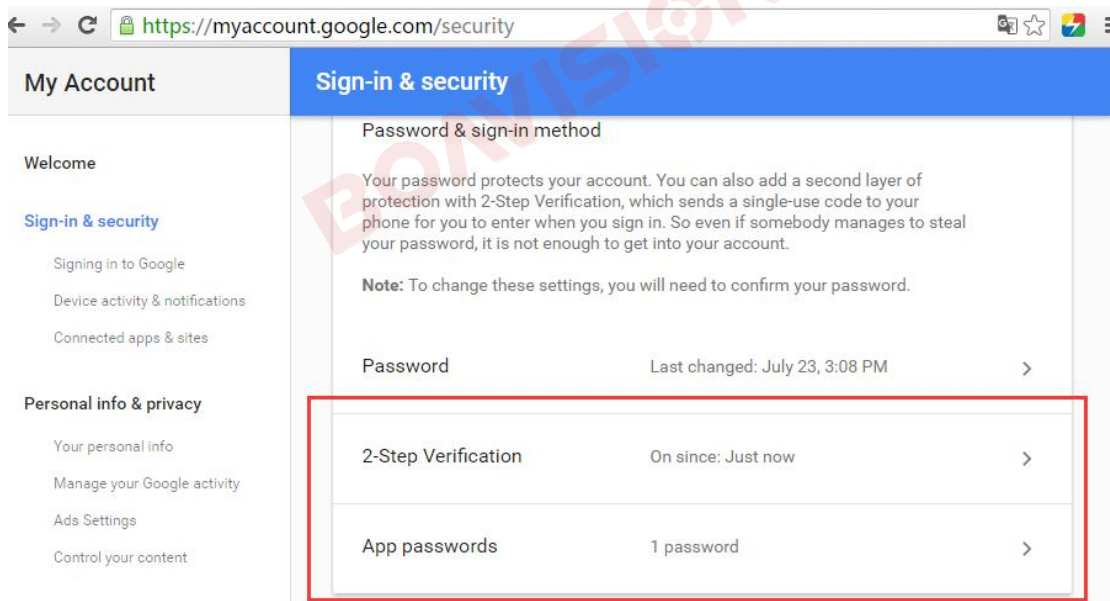 https://myaccount.google.com/security
My Account
Sign-in & security
Welcome
Sign-in & security
Signing in to Google
Device activity & notifications
Connected apps & sites
Personal info & privacy
Your personal info
Manage your Google activity
Ads Settings
Control your content
Password & sign-in method
Your password protects your account. You can also add a second layer of
protection with 2-Step Verification, which sends a single-use code to your
phone for you to enter when you sign in. So even if somebody manages to steal
your password, it is not enough to get into your account.
Note: To change these settings, you will need to confirm your password.
Password Last changed: July 23, 3:08 PM
2-Step Verification On since: Just now
App passwords 1 password
BOAVISION